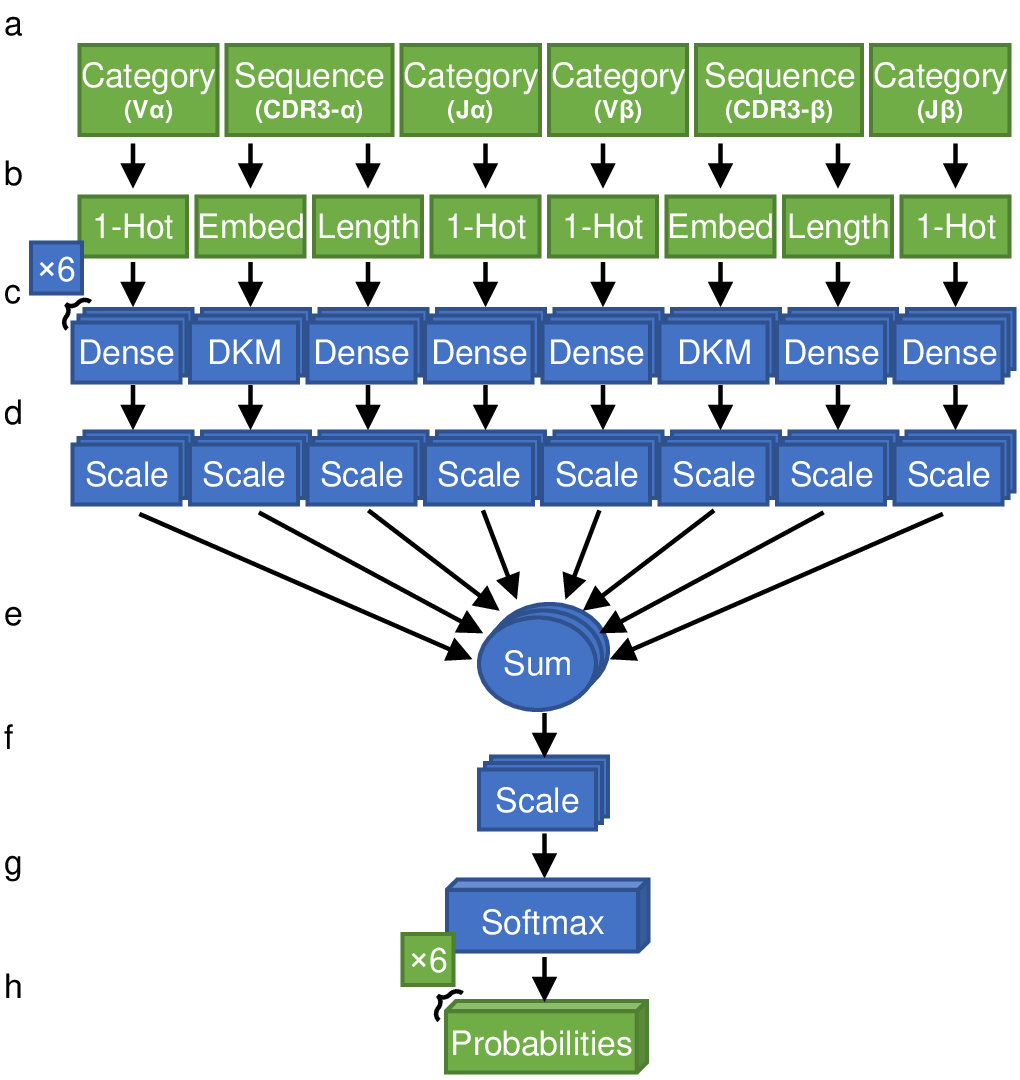 a
Category Sequence Category Category Sequence Category
(Vα) (CDR3-α) (Jα) (Vβ) (CDR3-β) (Jβ)
b
1-Hot Embed Length 1-Hot 1-Hot Embed Length 1-Hot
×6
c
Dense DKM Dense Dense Dense DKM Dense Dense
d
Scale Scale Scale Scale Scale Scale Scale Scale
e
Sum
f
Scale
g
Softmax
×6
h
Probabilities